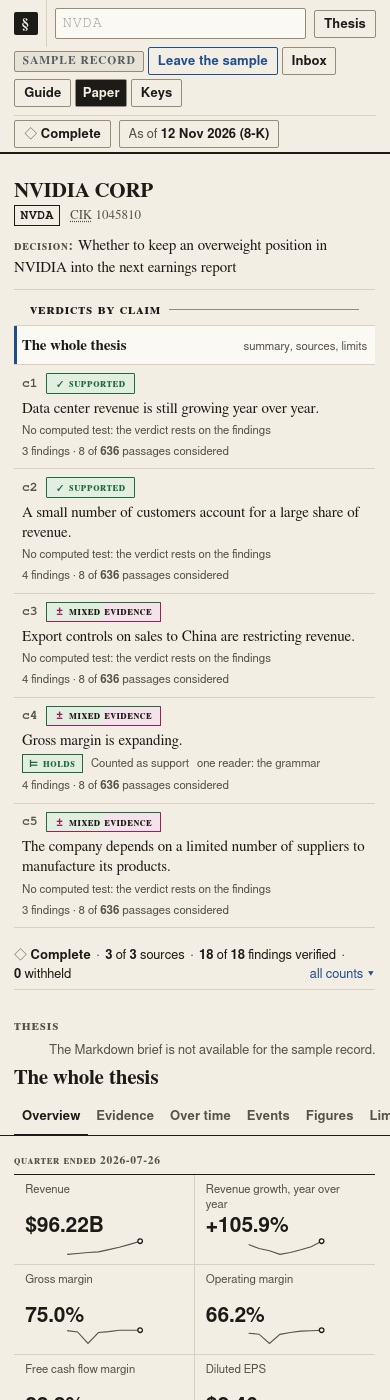 §
NVDA
Thesis
SAMPLE RECORD
Leave the sample
Inbox
Guide
Paper
Keys
◇ Complete
As of 12 Nov 2026 (8-K)
NVIDIA CORP
NVDA CIK 1045810
DECISION: Whether to keep an overweight position in
NVIDIA into the next earnings report
VERDICTS BY CLAIM
The whole thesis summary, sources, limits
c1 ✓ SUPPORTED
Data center revenue is still growing year over year.
No computed test: the verdict rests on the findings
3 findings · 8 of 636 passages considered
c2 ✓ SUPPORTED
A small number of customers account for a large share of
revenue.
No computed test: the verdict rests on the findings
4 findings · 8 of 636 passages considered
c3 ± MIXED EVIDENCE
Export controls on sales to China are restricting revenue.
No computed test: the verdict rests on the findings
4 findings · 8 of 636 passages considered
c4 ± MIXED EVIDENCE
Gross margin is expanding.
⊨ HOLDS Counted as support one reader: the grammar
4 findings · 8 of 636 passages considered
c5 ± MIXED EVIDENCE
The company depends on a limited number of suppliers to
manufacture its products.
No computed test: the verdict rests on the findings
3 findings · 8 of 636 passages considered
◇ Complete · 3 of 3 sources · 18 of 18 findings verified ·
0 withheld all counts ▾
THESIS
The Markdown brief is not available for the sample record.
The whole thesis
Overview Evidence Over time Events Figures Lim
QUARTER ENDED 2026-07-26
Revenue
$96.22B
Revenue growth, year over
year
+105.9%
Gross margin
75.0%
Operating margin
66.2%
Free cash flow margin
Diluted EPS